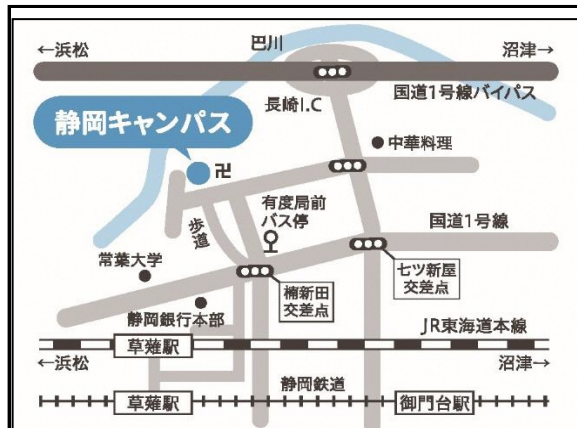 ←浜松
巴川
沼津→
長崎I.C
国道1号線バイパス
静岡キャンパス
中華料理
卍
有度局前
バス停
歩道
国道1号線
常葉大学
七ツ新屋
交差点
楠新田
交差点
静岡銀行本部
JR東海道本線
草薙駅
←浜松
沼津→
静岡鉄道
草薙駅
御門台駅